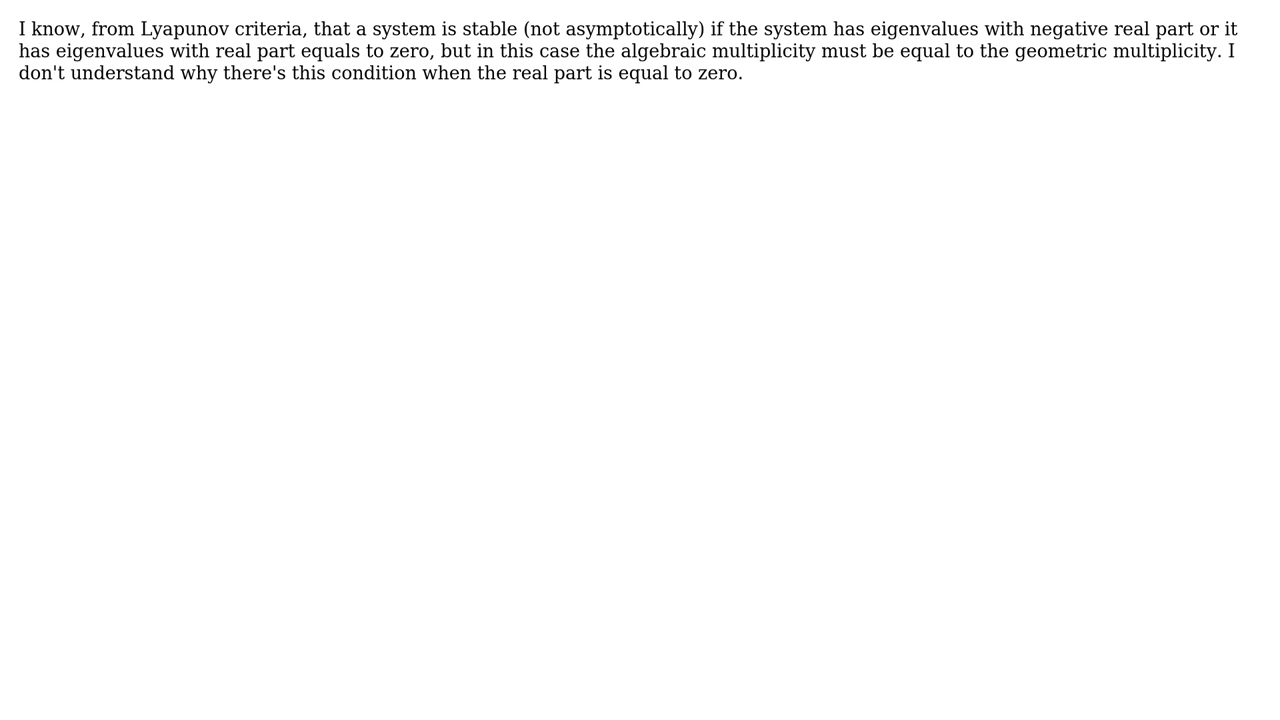 I know, from Lyapunov criteria, that a system is stable (not asymptotically) if the system has eigenvalues with negative real part or it
has eigenvalues with real part equals to zero, but in this case the algebraic multiplicity must be equal to the geometric multiplicity. I
don't understand why there's this condition when the real part is equal to zero.